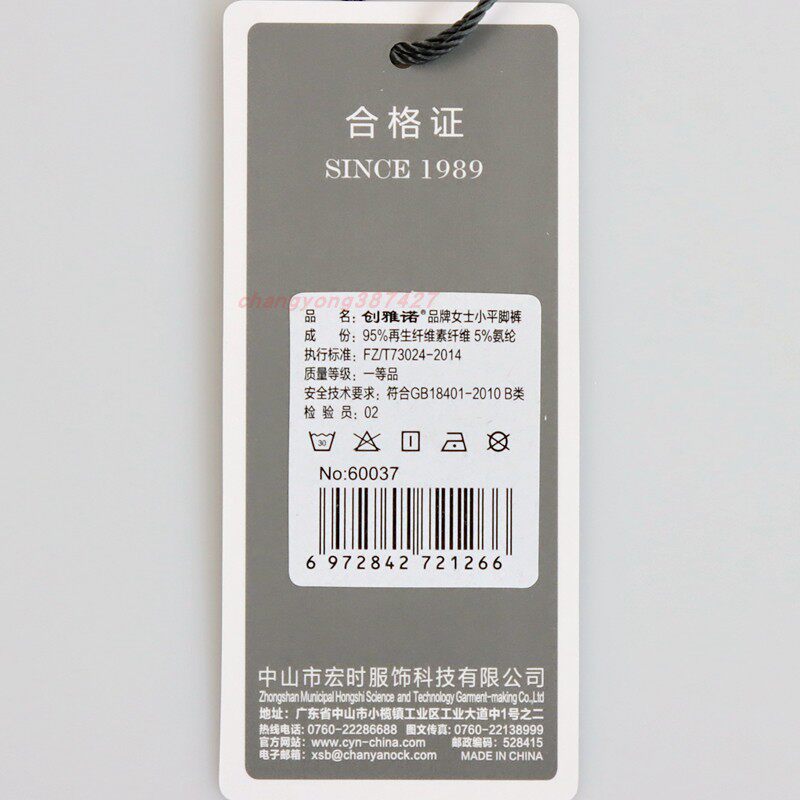 合格证
SINCE 1989
changyong387427
品 名：创雅诺®品牌女士小平脚裤
成 份：95%再生纤维素纤维 5%氨纶
执行标准：FZ/T73024-2014
质量等级：一等品
安全技术要求：符合GB18401-2010 B类
检 验 员：02
30
No:60037
6 972842 721266
中山市宏时服饰科技有限公司
Zhongshan Municipal Hongshi Science and Technology Garment-making Co.,Ltd
地址：广东省中山市小榄镇工业区工业大道中1号之二
热线电话：0760-22286688 图文传真：0760-22138999
官方网站：www.cyn-china.com 邮政编码：528415
电子邮箱：xsb@chanyanock.com MADE IN CHINA